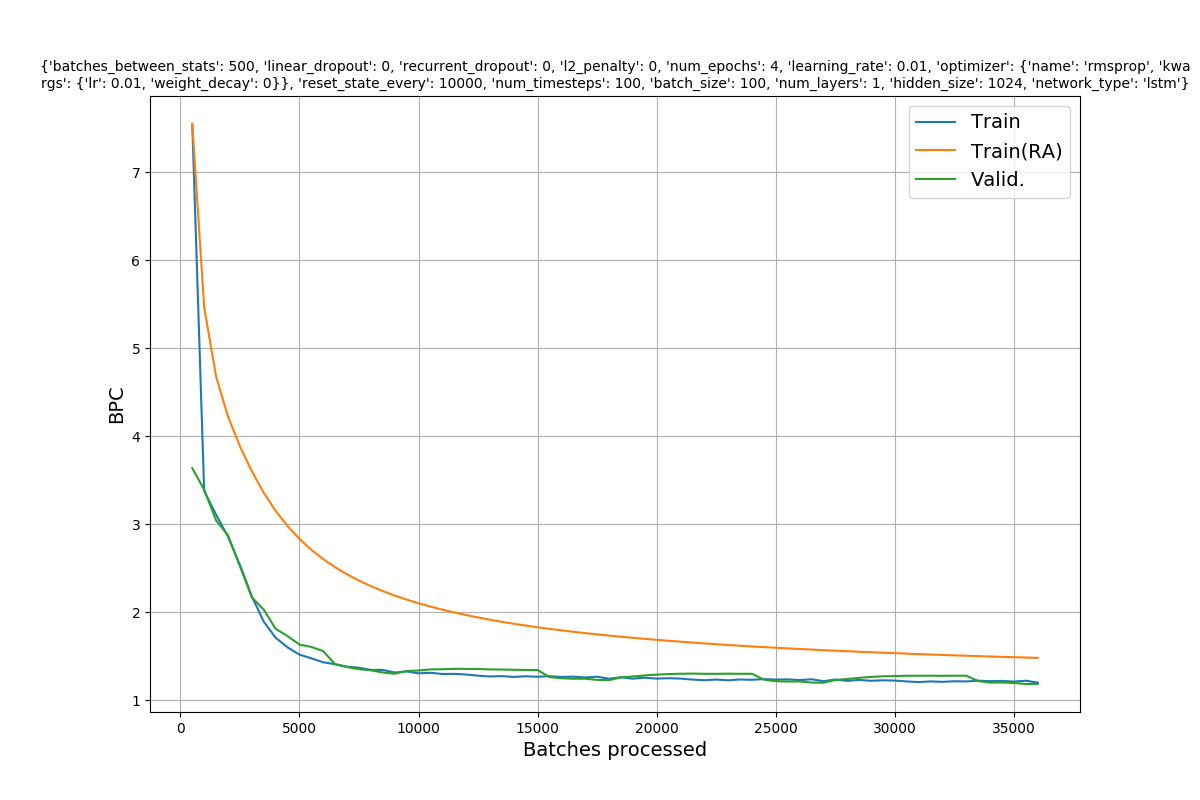 {'batches_between_stats': 500, 'linear_dropout': 0, 'recurrent_dropout': 0, 'l2_penalty': 0, 'num_epochs': 4, 'learning_rate': 0.01, 'optimizer': {'name': 'rmsprop', 'kwa
rgs': {'lr': 0.01, 'weight_decay': 0}}, 'reset_state_every': 10000, 'num_timesteps': 100, 'batch_size': 100, 'num_layers': 1, 'hidden_size': 1024, 'network_type': 'lstm'}
Train
Train(RA)
Valid.
7
6
5
4
3
2
1
BPC
0 5000 10000 15000 20000 25000 30000 35000
Batches processed